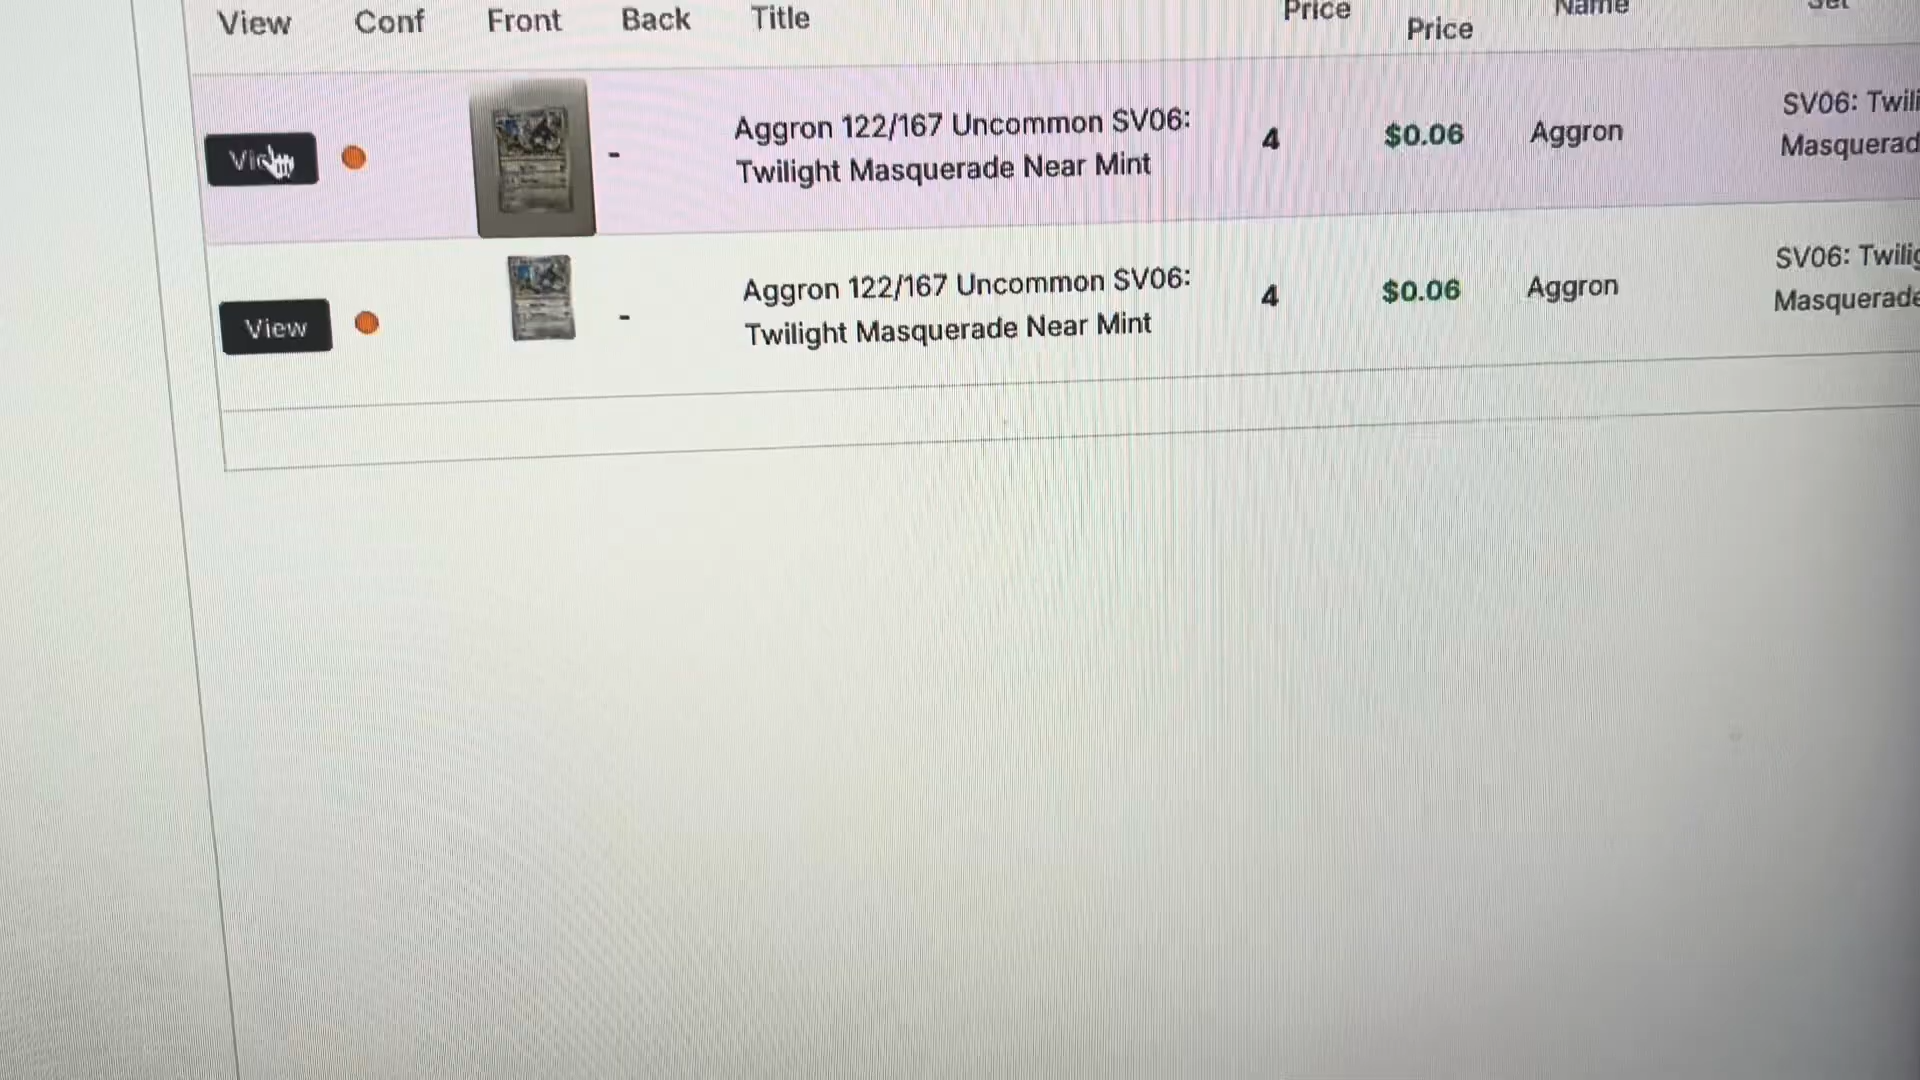 View Conf Front Back Title Price Price Name Set
Aggron 122/167 Uncommon SV06:
Twilight Masquerade Near Mint
4 $0.06 Aggron
SV06: Twili
Masquerad
View
Aggron 122/167 Uncommon SV06:
Twilight Masquerade Near Mint
4 $0.06 Aggron
SV06: Twilig
Masquerade